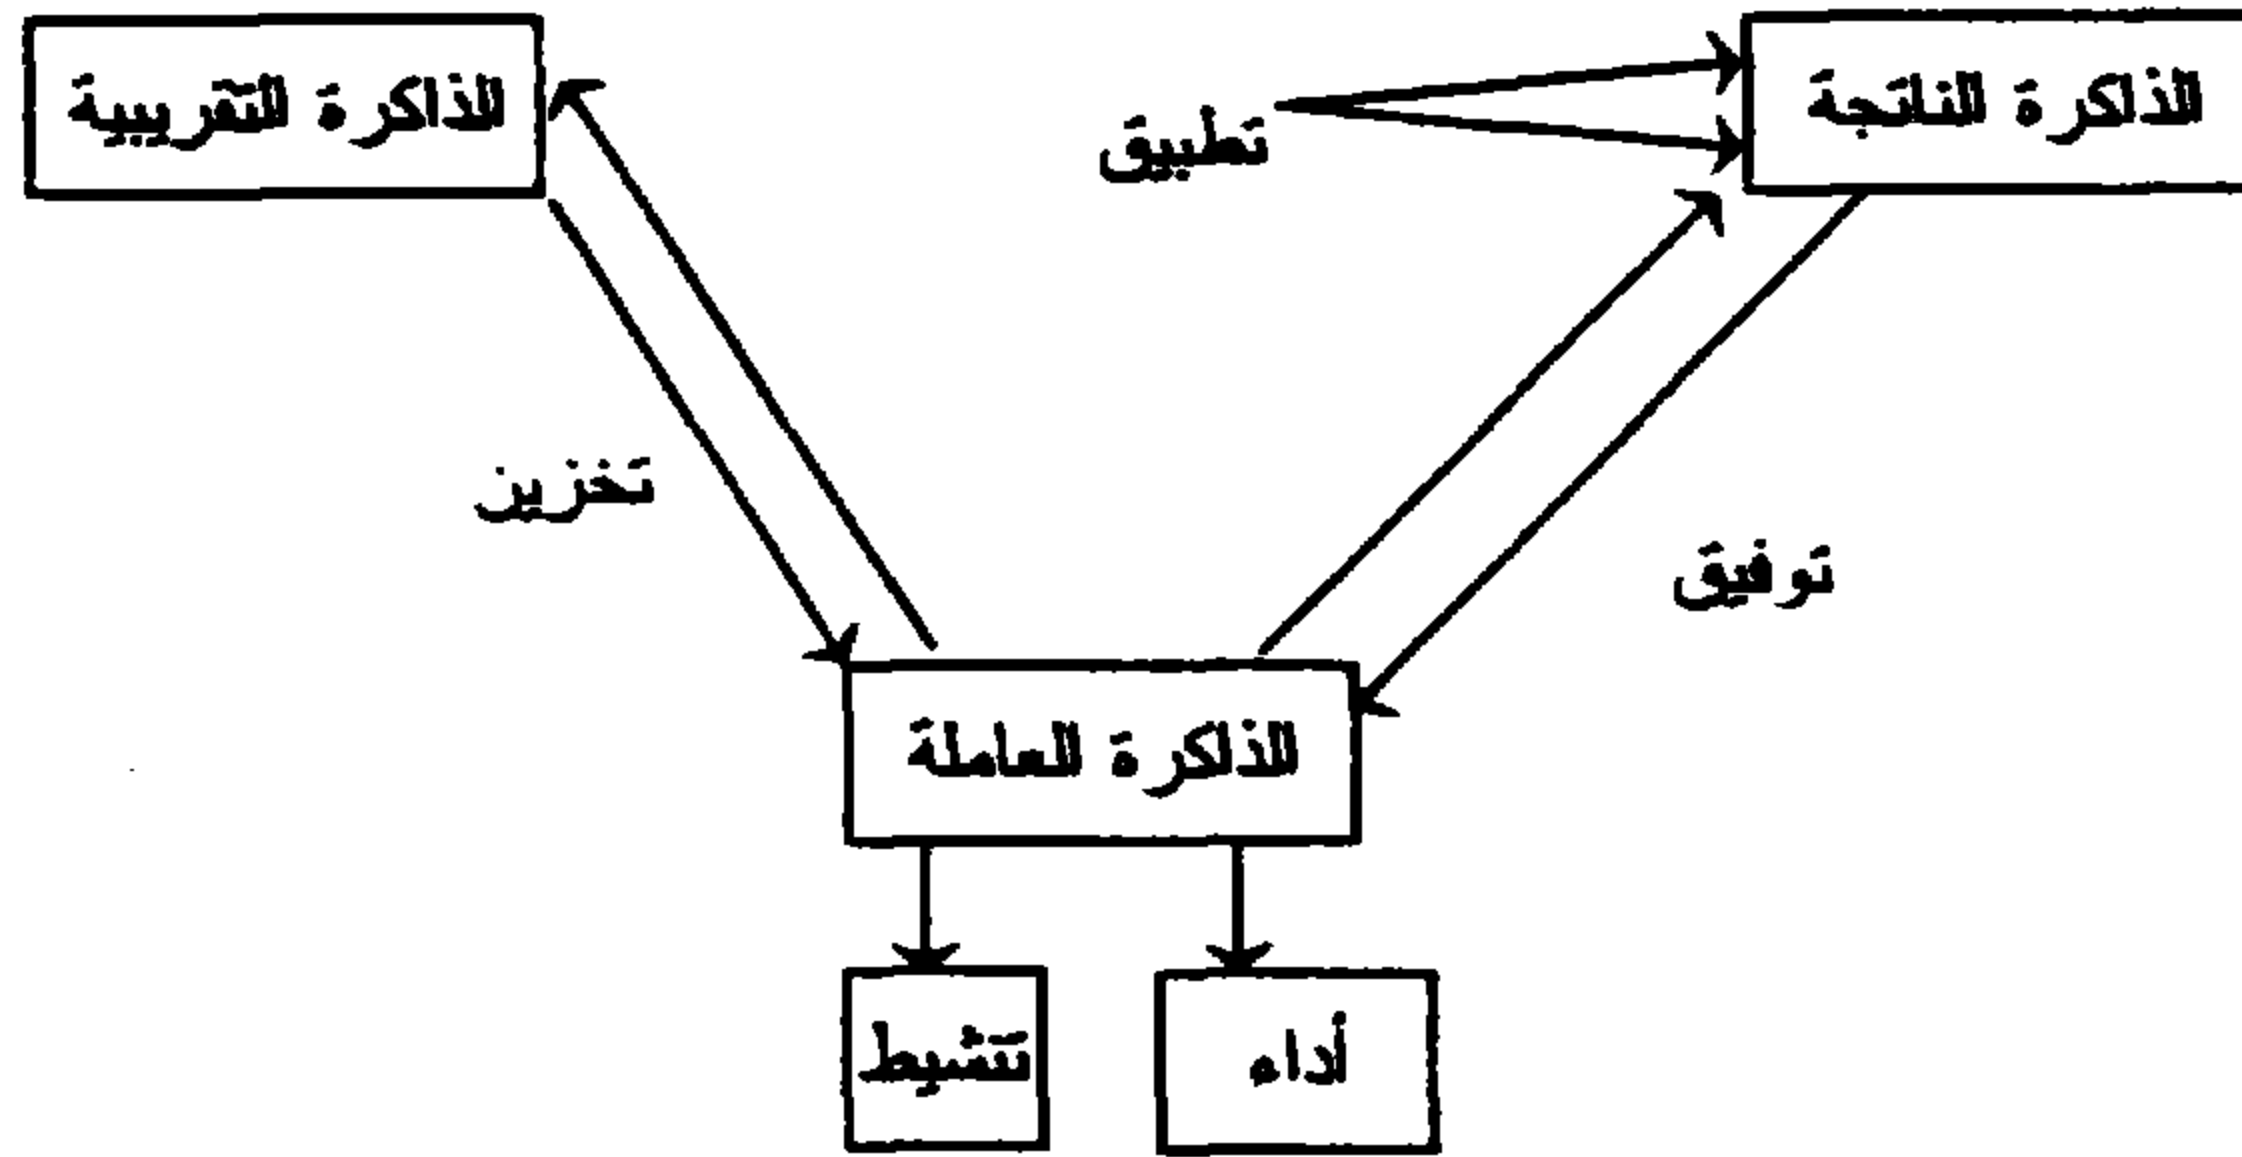 الذاكرة الناتجة
الذاكرة التقريبية
تطبيق
تخزين
توفيق
الذاكرة العاملة
أداء
تنشيط